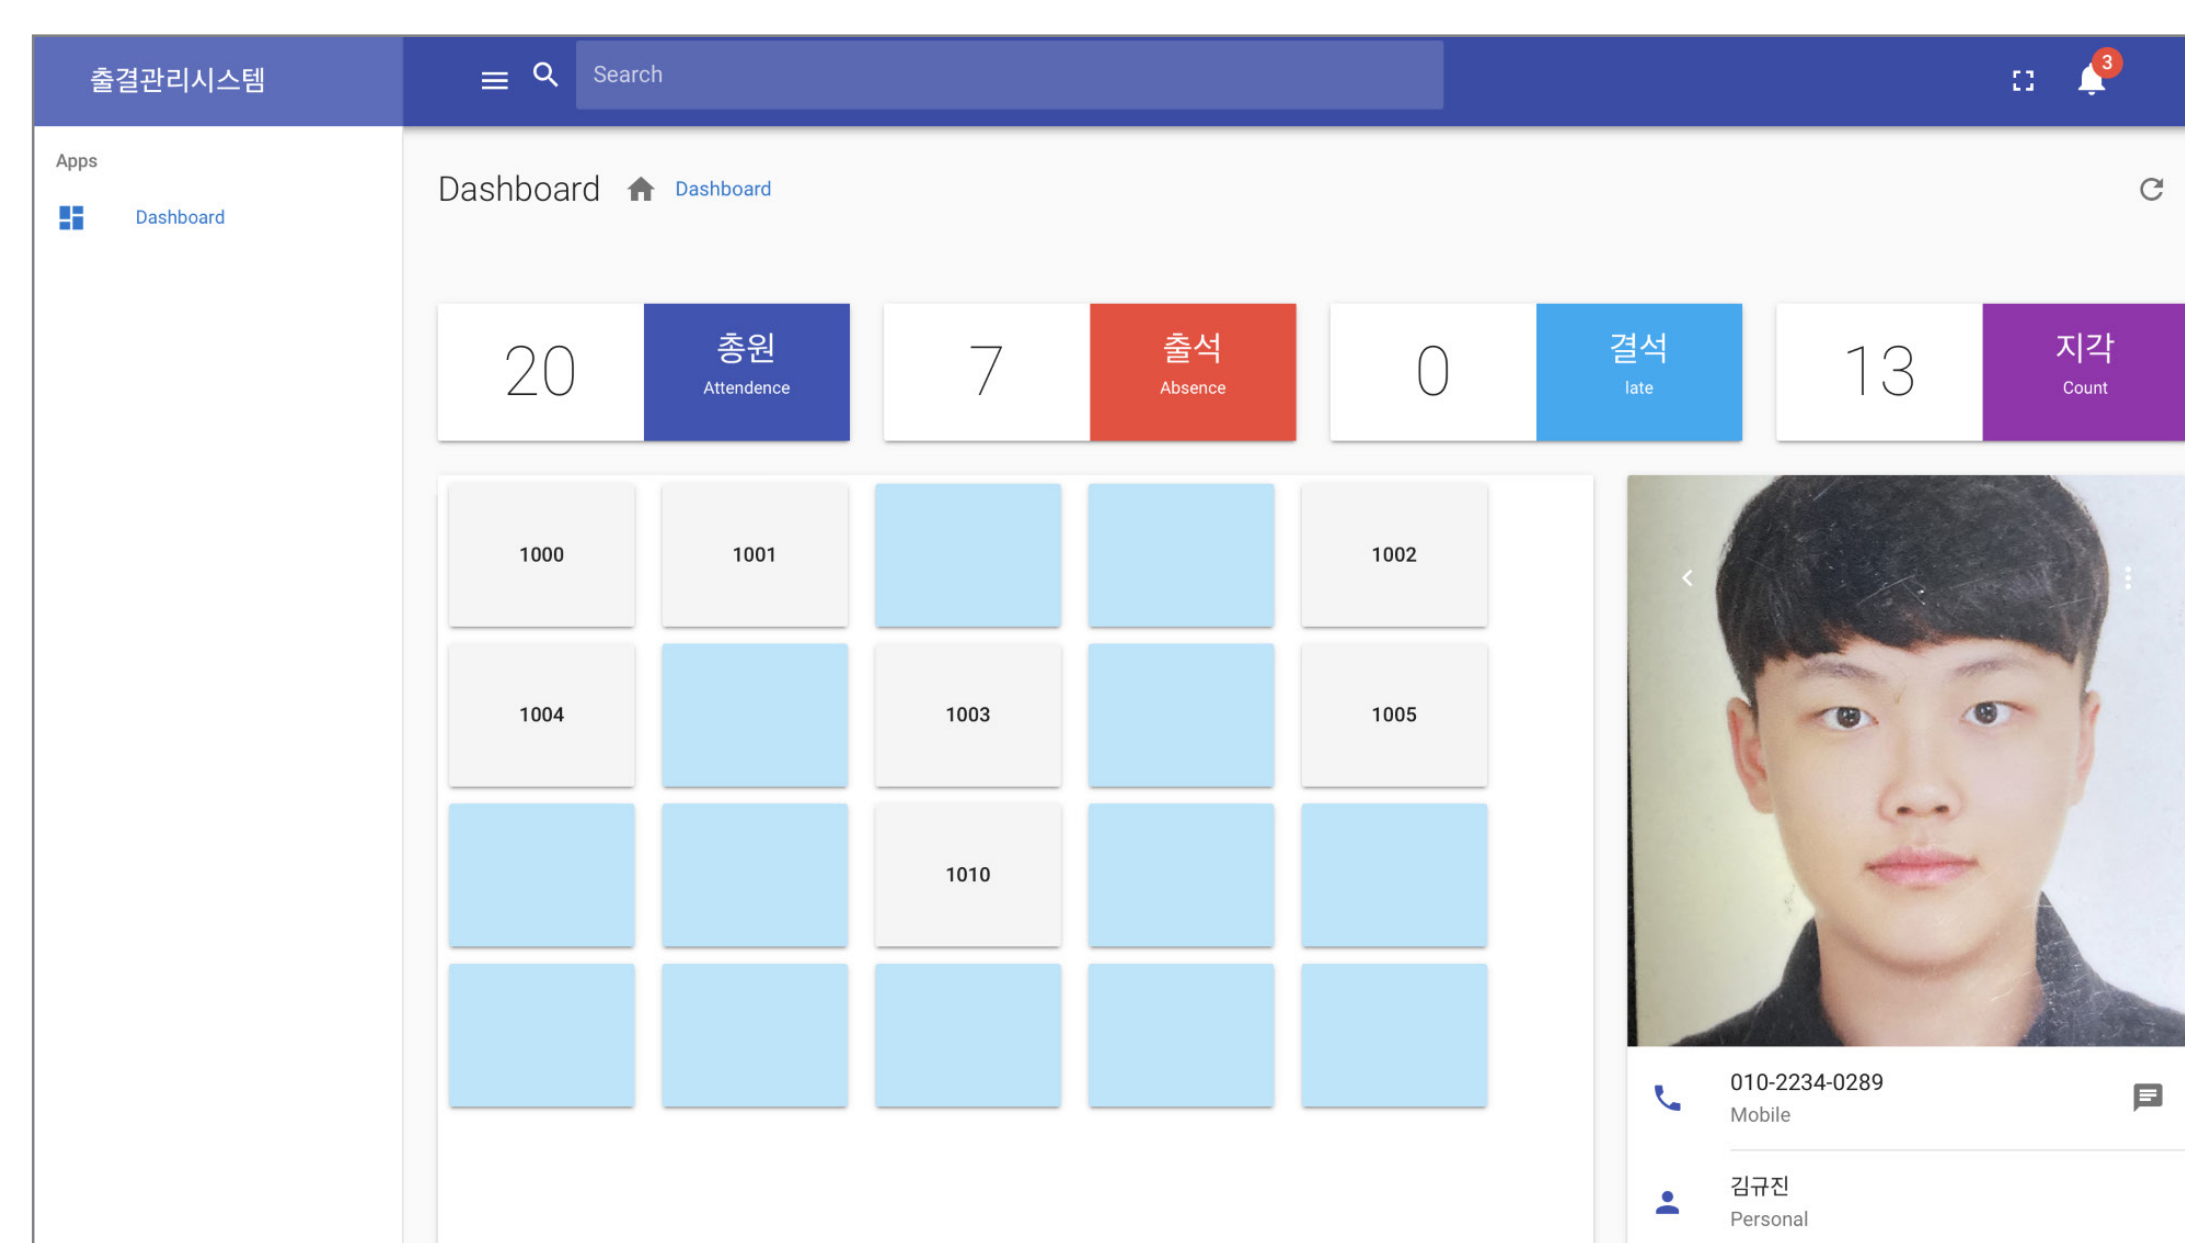 출결관리시스템
Search
3
Apps
Dashboard
Dashboard
Dashboard
20
총원
Attendence
7
출석
Absence
0
결석
late
13
지각
Count
1000
1001
1002
1004
1003
1005
1010
010-2234-0289
Mobile
김규진
Personal